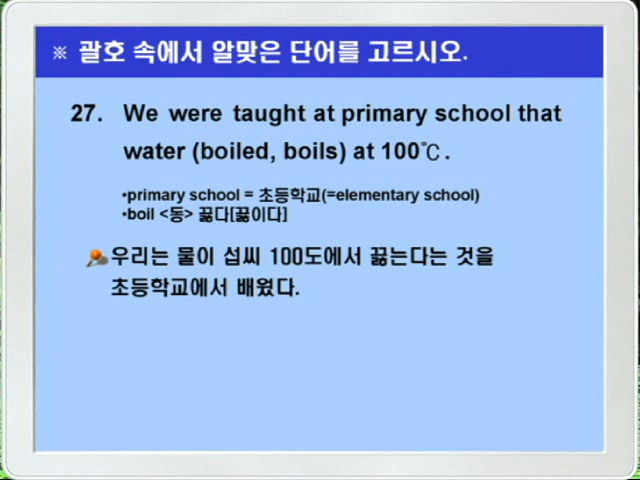 ※ 괄호 속에서 알맞은 단어를 고르시오.
27. We were taught at primary school that
water (boiled, boils) at 100℃.
•primary school = 초등학교(=elementary school)
•boil <동> 끓다[끓이다]
우리는 물이 섭씨 100도에서 끓는다는 것을
초등학교에서 배웠다.